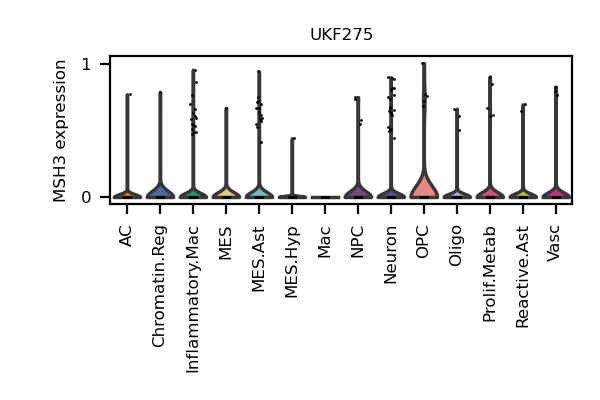 UKF275
MSH3 expression
1
0
AC
Chromatin.Reg
Inflammatory.Mac
MES
MES.Ast
MES.Hyp
Mac
NPC
Neuron
OPC
Oligo
Prolif.Metab
Reactive.Ast
Vasc